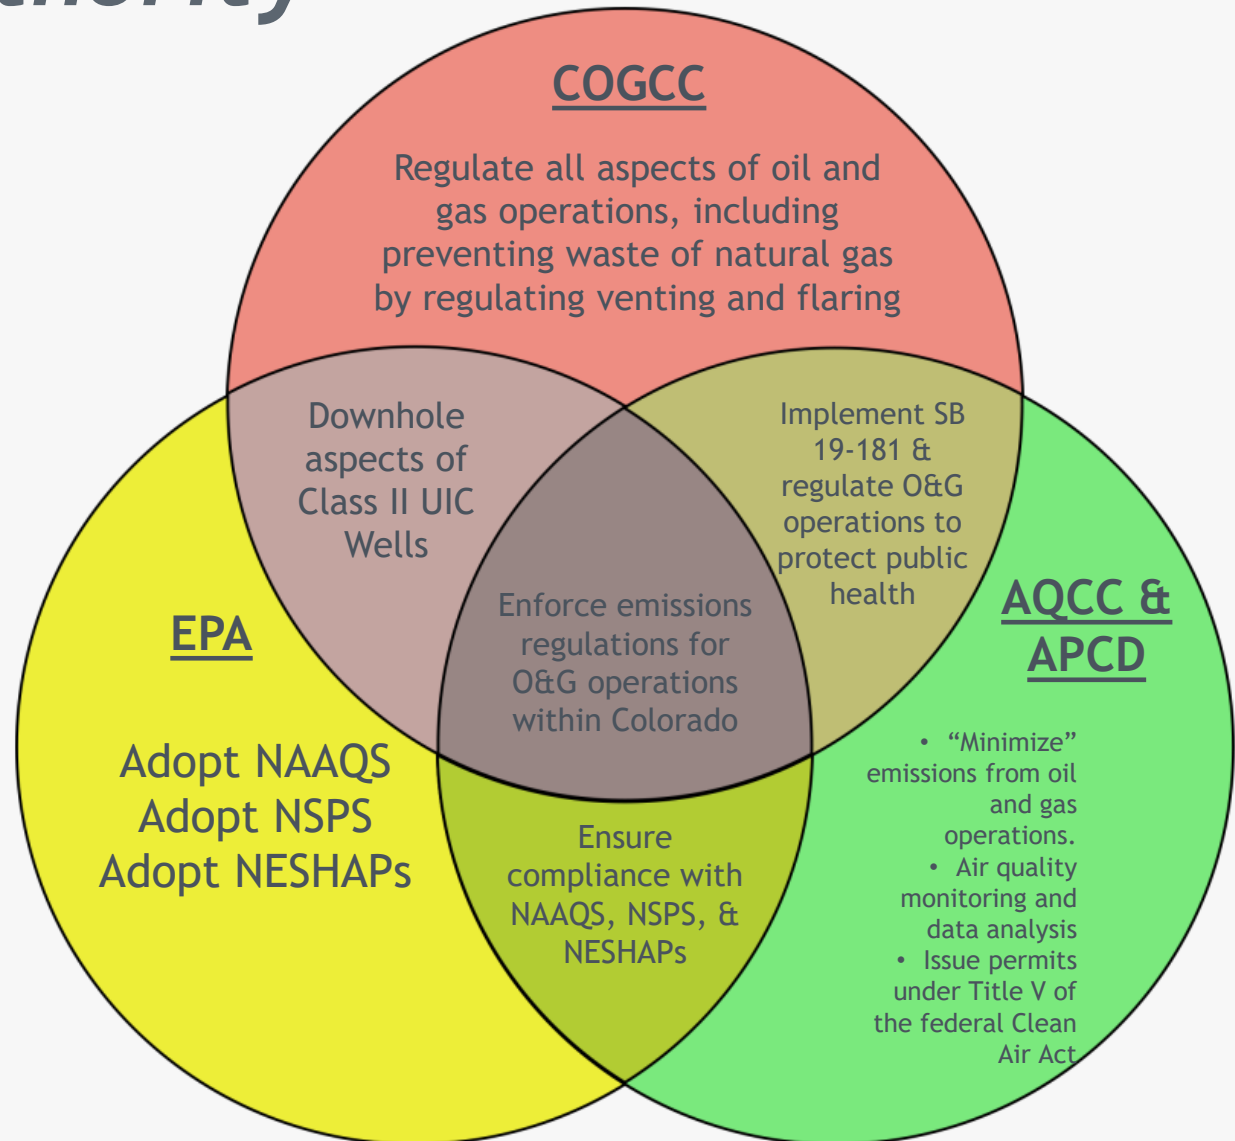 COGCC
Regulate all aspects of oil and
gas operations, including
preventing waste of natural gas
by regulating venting and flaring
Downhole
aspects of
Class II UIC
Wells
Implement SB
19-181 &
regulate O&G
operations to
protect public
health
Enforce emissions
regulations for
O&G operations
within Colorado
EPA
Adopt NAAQS
Adopt NSPS
Adopt NESHAPs
AQCC &
APCD
• “Minimize”
emissions from oil
and gas
operations.
• Air quality
monitoring and
data analysis
• Issue permits
under Title V of
the federal Clean
Air Act
Ensure
compliance with
NAAQS, NSPS, &
NESHAPs